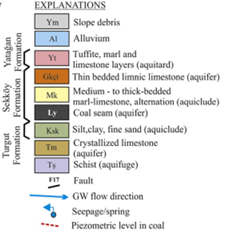 EXPLANATIONS
Ym Slope debris
Al Alluvium
Yatağan
Formation
Yt Tuffite, marl and
limestone layers (aquitard)
Gkçt Thin bedded limnic limestone (aquifer)
Sekköy
Formation
Mk Medium - to thick-bedded
marl-limestone, alternation (aquiclude)
Ly Coal seam (aquifer)
Turgut
Formation
Ksk Silt,clay, fine sand (aquiclude)
Tm Crystallized limestone
(aquifer)
Tş Schist (aquifuge)
F17 Fault
GW flow direction
Seepage/spring
Piezometric level in coal